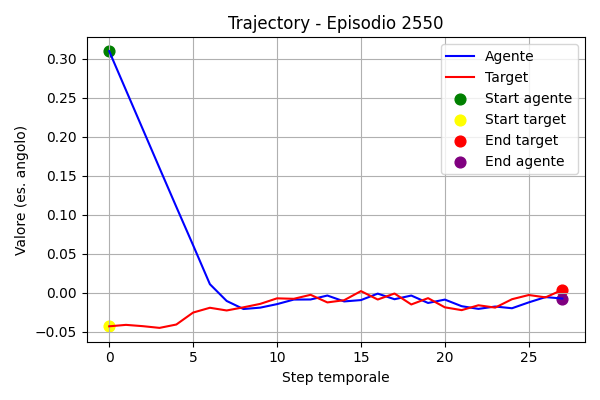 Trajectory - Episodio 2550
Valore (es. angolo)
0.30
0.25
0.20
0.15
0.10
0.05
0.00
−0.05
0
5
10
15
20
25
Step temporale
Agente
Target
Start agente
Start target
End target
End agente